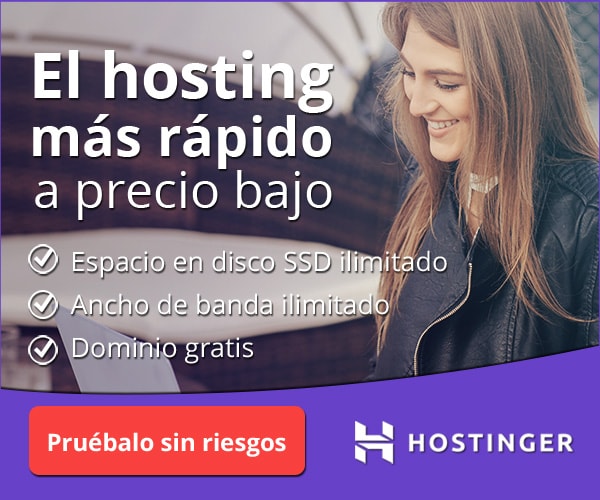 El hosting
más rápido
a precio bajo
Espacio en disco SSD ilimitado
Ancho de banda ilimitado
Dominio gratis
Pruébalo sin riesgos
HOSTINGER